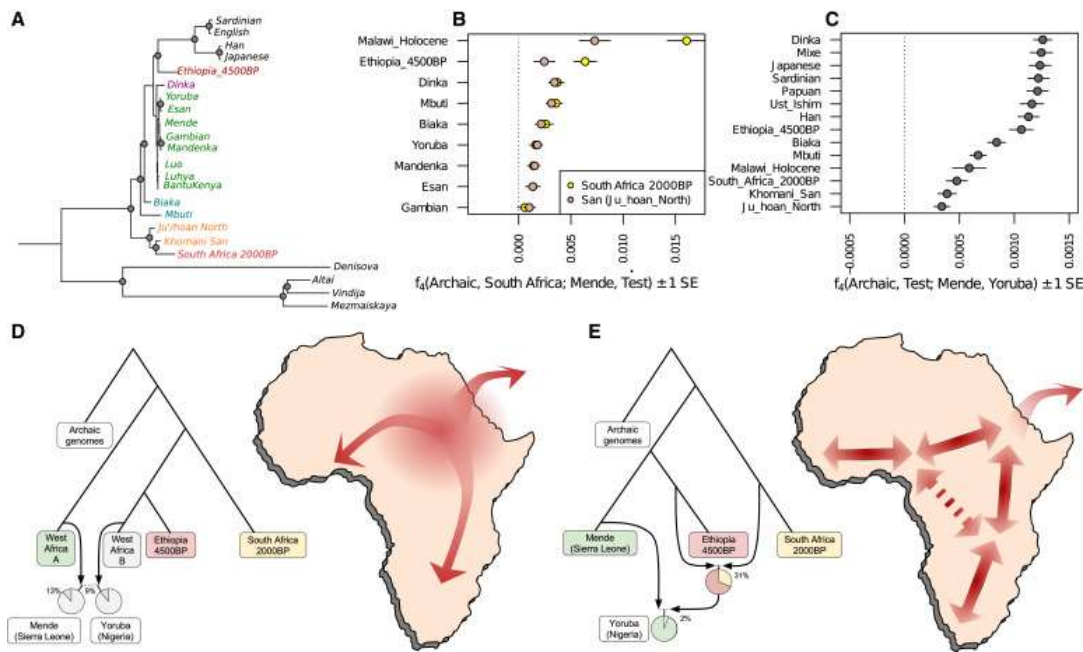 A
Sardinian
English
Han
Japanese
Ethiopia_4500BP
Dinka
Yoruba
Esan
Mende
Gambian
Mandenka
Luo
Luhya
BantuKenya
Biaka
Mbuti
Ju/'hoan North
Khomani San
South Africa 2000BP
Denisova
Altai
Vindija
Mezmaiskaya
B
Malawi_Holocene
Ethiopia_4500BP
Dinka
Mbuti
Biaka
Yoruba
Mandenka
Esan
Gambian
South Africa 2000BP
San (Ju_hoan_North)
0.000
0.005
0.010
0.015
f4(Archaic, South Africa; Mende, Test) ±1 SE
C
Dinka
Mixe
Japanese
Sardinian
Papuan
Ust_Ishim
Han
Ethiopia_4500BP
Biaka
Mbuti
Malawi_Holocene
South_Africa_2000BP
Khomani_San
Ju_hoan_North
0.00000
0.00005
0.00010
0.00015
f4(Archaic, Test; Mende, Yoruba) ±1 SE
D
Archaic
genomes
West
Africa
A
West
Africa
B
Ethiopia
4500BP
South Africa
2000BP
13%
9%
Mende
(Sierra Leone)
Yoruba
(Nigeria)
E
Archaic
genomes
Mende
(Sierra Leone)
Ethiopia
4500BP
South Africa
2000BP
31%
2%
Yoruba
(Nigeria)